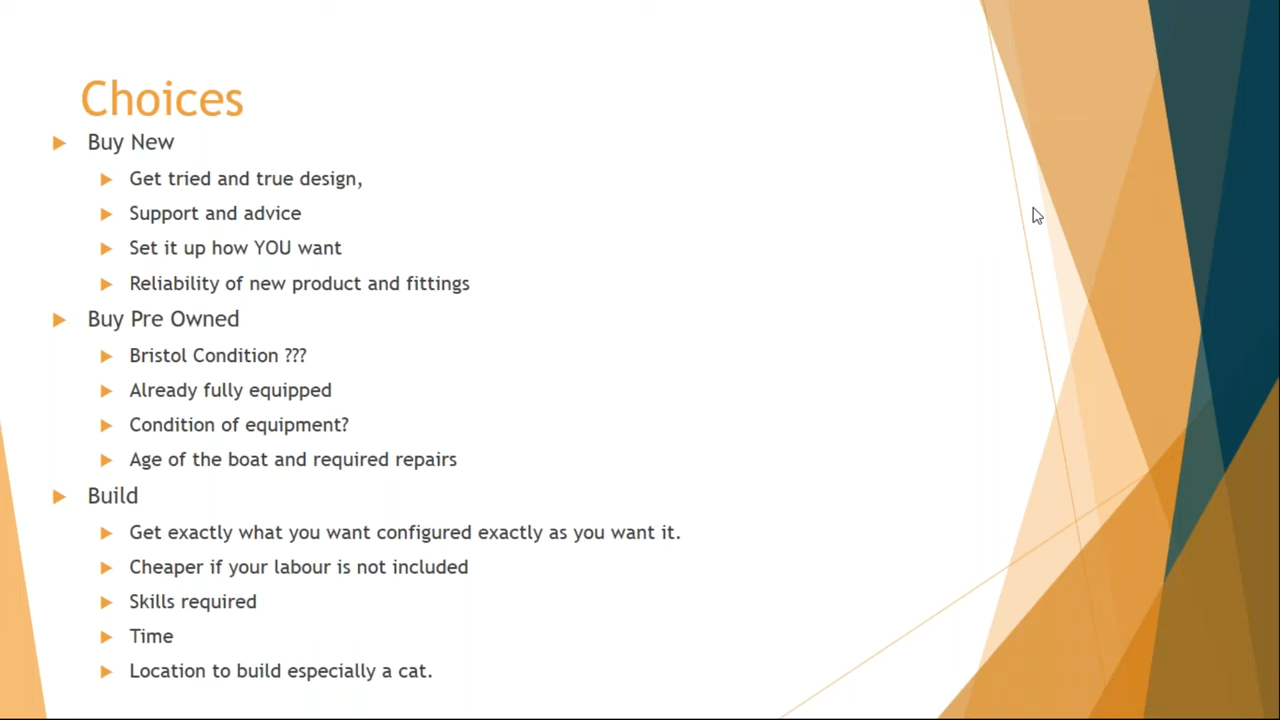 Choices
Buy New
Get tried and true design,
Support and advice
Set it up how YOU want
Reliability of new product and fittings
Buy Pre Owned
Bristol Condition ???
Already fully equipped
Condition of equipment?
Age of the boat and required repairs
Build
Get exactly what you want configured exactly as you want it.
Cheaper if your labour is not included
Skills required
Time
Location to build especially a cat.